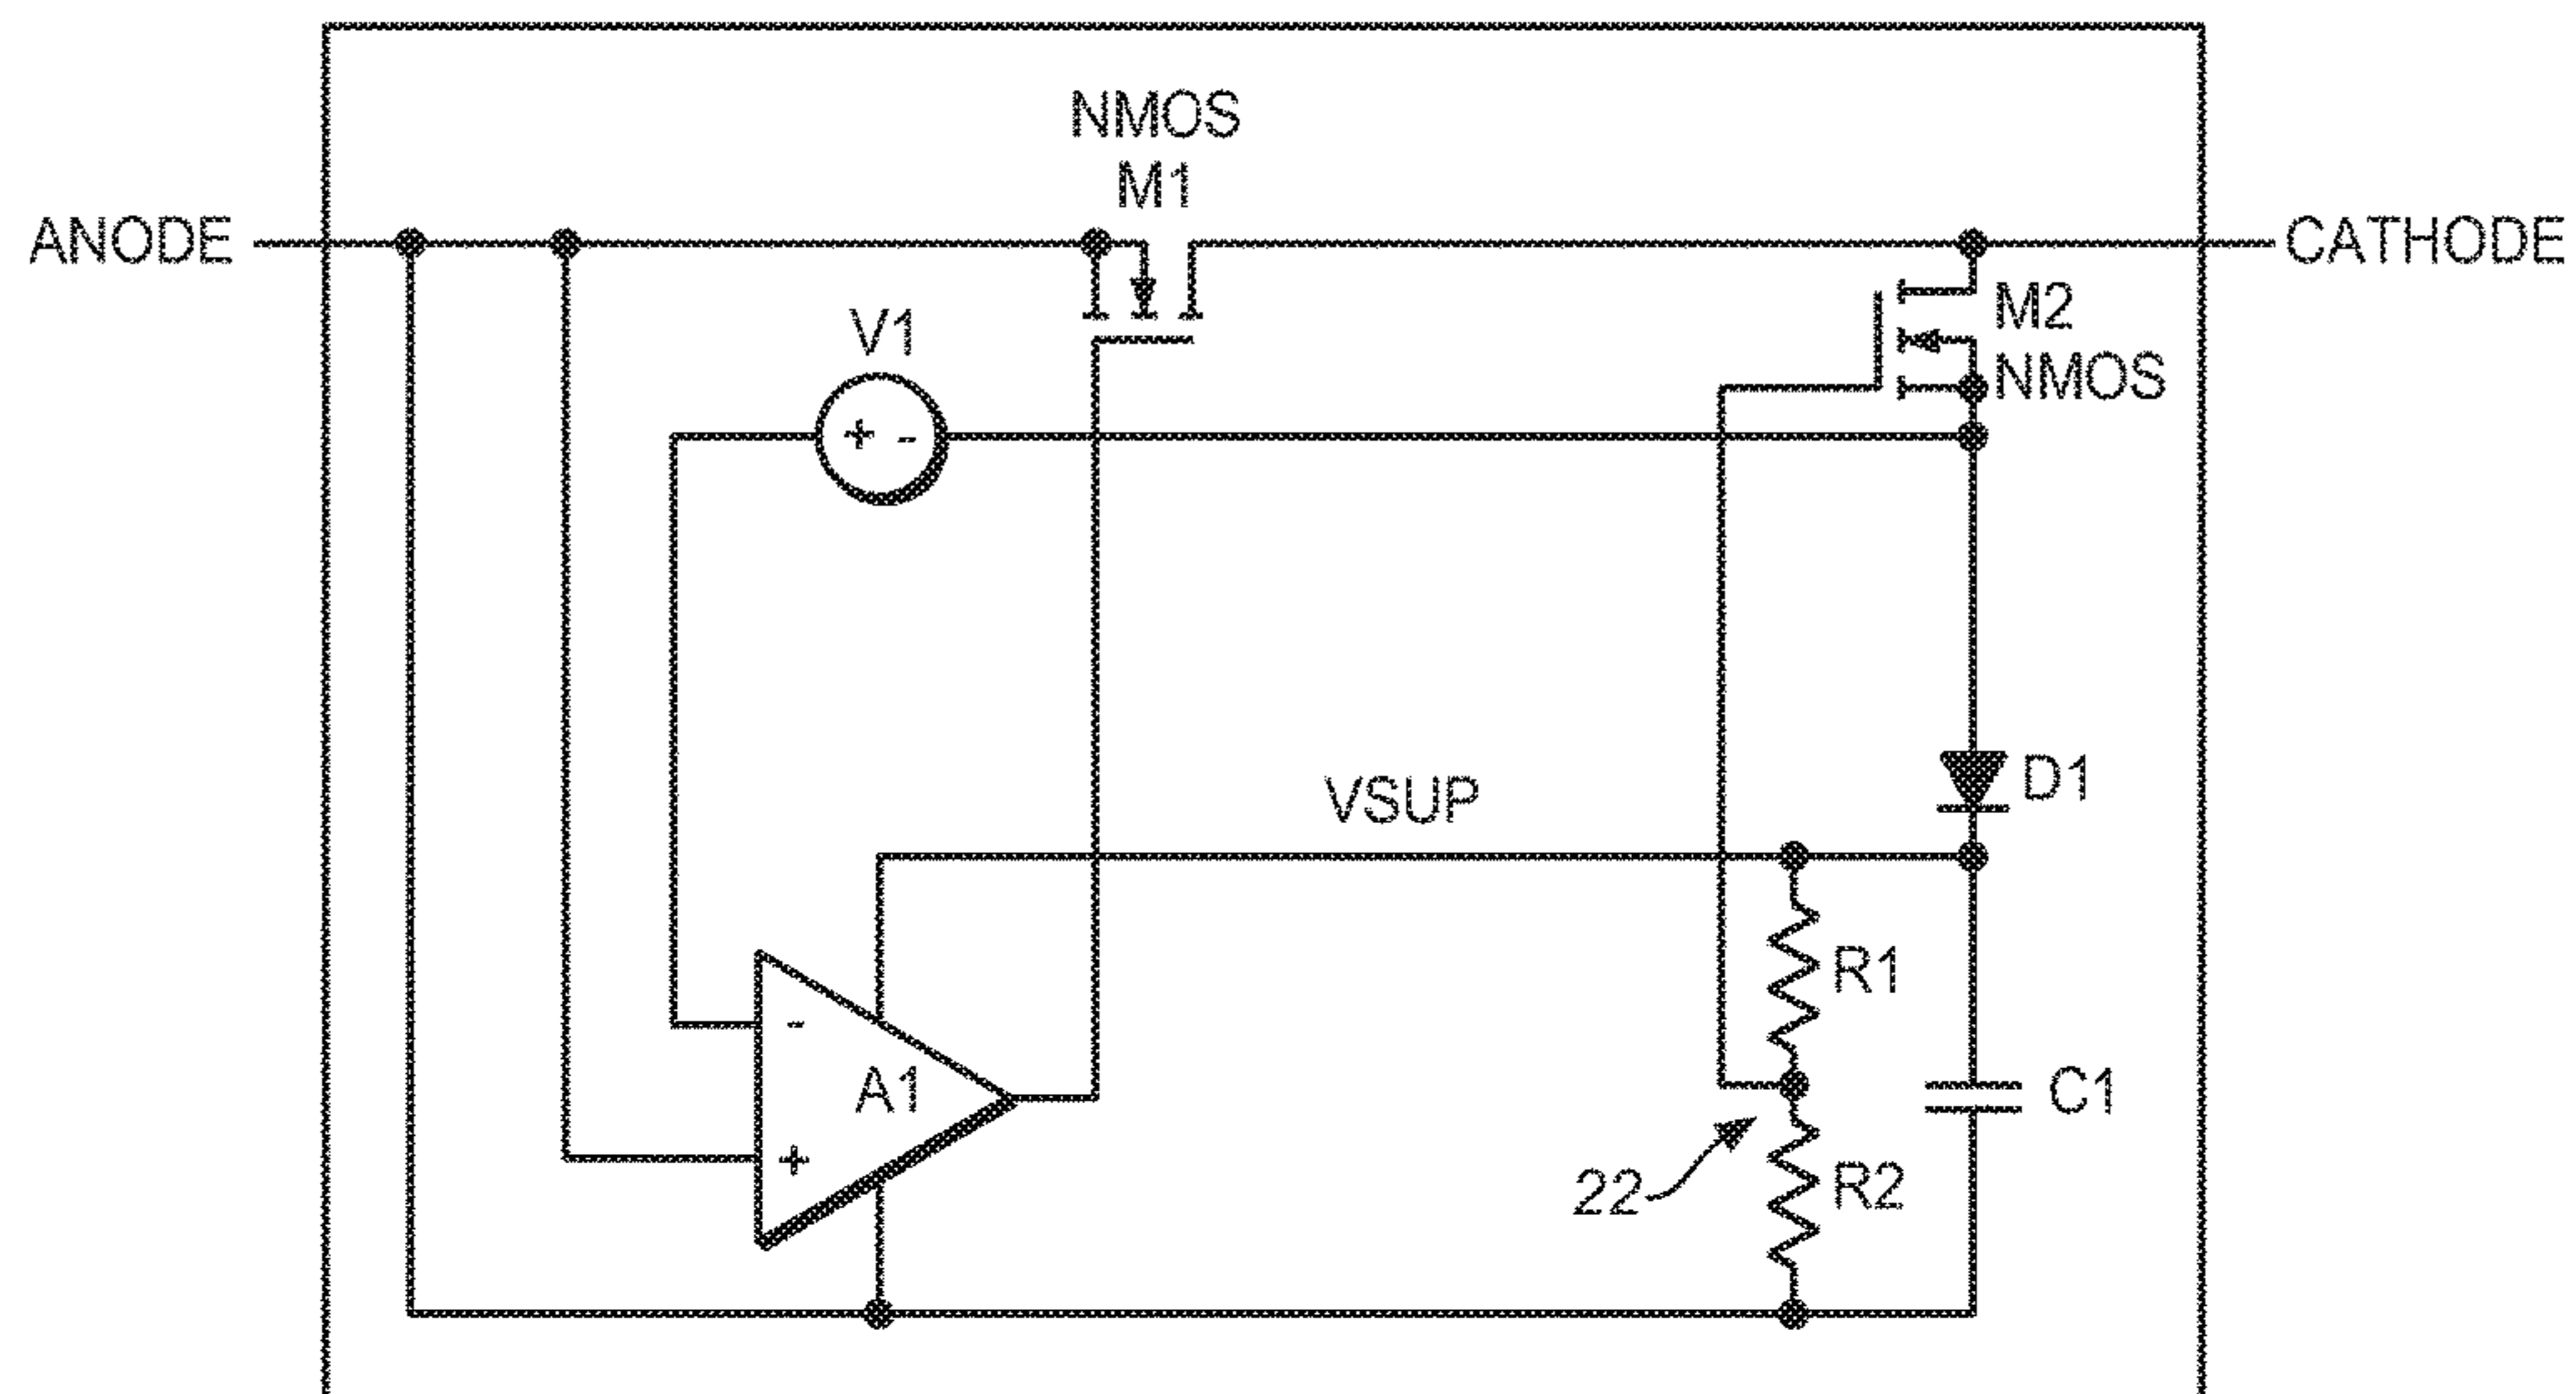 NMOS
M1
ANODE
CATHODE
M2
NMOS
V1
+ -
D1
VSUP
R1
-
A1
+
C1
22
R2